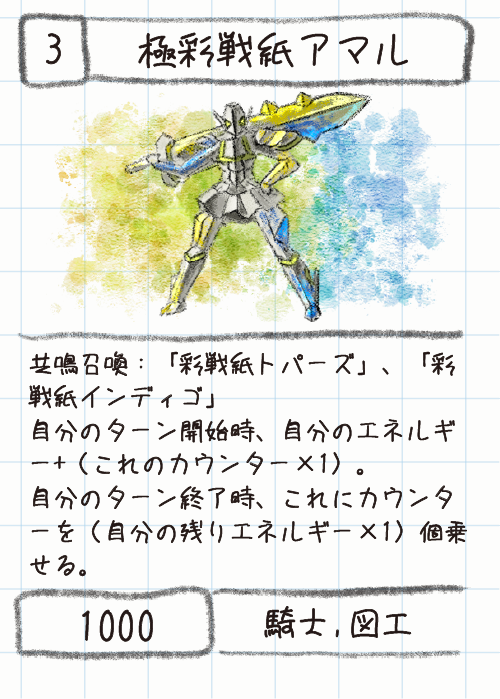 3
極彩戦紙アマル
共鳴召喚：「彩戦紙トパーズ」、「彩
戦紙インディゴ」
自分のターン開始時、自分のエネルギ
ー+（これのカウンター×1）。
自分のターン終了時、これにカウンタ
ーを（自分の残りエネルギー×1）個乗
せる。
1000
騎士,図工